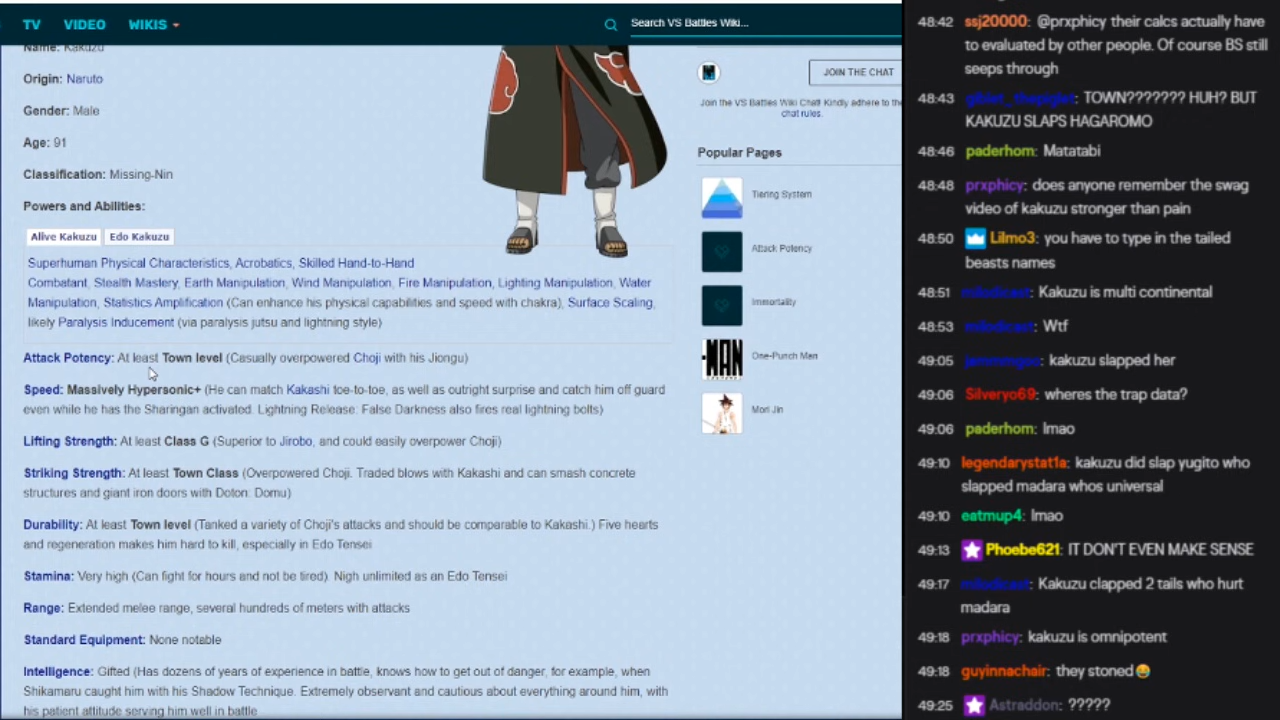 TV VIDEO WIKIS
Search VS Battles Wiki...
Name: Kakuzu
Origin: Naruto
Gender: Male
Age: 91
Classification: Missing-Nin
Powers and Abilities:
Alive Kakuzu Edo Kakuzu
Superhuman Physical Characteristics, Acrobatics, Skilled Hand-to-Hand
Combatant, Stealth Mastery, Earth Manipulation, Wind Manipulation, Fire Manipulation, Lighting Manipulation, Water
Manipulation, Statistics Amplification (Can enhance his physical capabilities and speed with chakra), Surface Scaling,
likely Paralysis Inducement (via paralysis jutsu and lightning style)
Attack Potency: At least Town level (Casually overpowered Choji with his Jiongu)
Speed: Massively Hypersonic+ (He can match Kakashi toe-to-toe, as well as outright surprise and catch him off guard
even while he has the Sharingan activated. Lightning Release: False Darkness also fires real lightning bolts)
Lifting Strength: At least Class G (Superior to Jirobo, and could easily overpower Choji)
Striking Strength: At least Town Class (Overpowered Choji. Traded blows with Kakashi and can smash concrete
structures and giant iron doors with Doton: Domu)
Durability: At least Town level (Tanked a variety of Choji's attacks and should be comparable to Kakashi.) Five hearts
and regeneration makes him hard to kill, especially in Edo Tensei
Stamina: Very high (Can fight for hours and not be tired). Nigh unlimited as an Edo Tensei
Range: Extended melee range, several hundreds of meters with attacks
Standard Equipment: None notable
Intelligence: Gifted (Has dozens of years of experience in battle, knows how to get out of danger, for example, when
Shikamaru caught him with his Shadow Technique. Extremely observant and cautious about everything around him, with
his patient attitude serving him well in battle
JOIN THE CHAT
Join the VS Battles Wiki Chat! Kindly adhere to the
chat rules.
Popular Pages
Tiering System
Attack Potency
Immortality
-MAN
One-Punch Man
Mori Jin
48:42 ssj20000: @prxphicy their calcs actually have
to evaluated by other people. Of course BS still
seeps through
48:43 : TOWN??????? HUH? BUT
KAKUZU SLAPS HAGAROMO
48:46 paderhom: Matatabi
48:48 prxphicy: does anyone remember the swag
video of kakuzu stronger than pain
48:50 Lilmo3: you have to type in the tailed
beasts names
48:51 : Kakuzu is multi continental
48:53 : Wtf
49:05 : kakuzu slapped her
49:06 Silveryo69: wheres the trap data?
49:06 paderhom: lmao
49:10 legendarystat1a: kakuzu did slap yugito who
slapped madara whos universal
49:10 eatmup4: lmao
49:13 Phoebe621: IT DON'T EVEN MAKE SENSE
49:17 : Kakuzu clapped 2 tails who hurt
madara
49:18 prxphicy: kakuzu is omnipotent
49:18 guyinnachair: they stoned
49:25 Astraddon: ?????